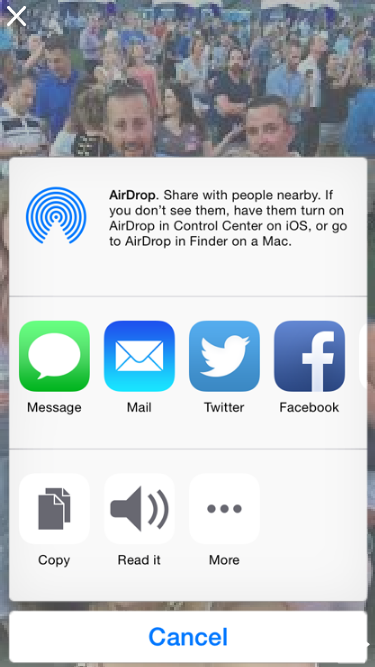 AirDrop. Share with people nearby. If
you don't see them, have them turn on
AirDrop in Control Center on iOS, or go
to AirDrop in Finder on a Mac.
Message
Mail
Twitter
Facebook
Copy
Read it
More
Cancel